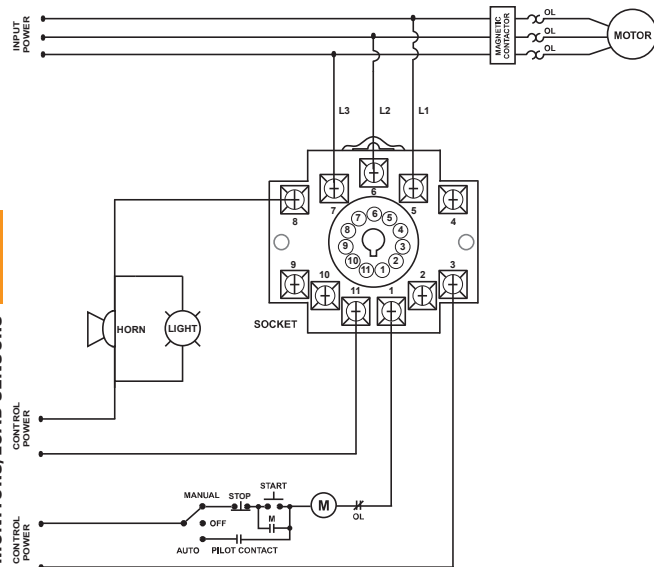 INPUT
POWER
MAGNETIC
CONTACTOR
OL
OL
OL
MOTOR
L3
L2
L1
6
7
5
8
4
6
7
5
8
4
9
3
10
2
11
1
9
3
10
2
11
1
SOCKET
HORN
LIGHT
CONTROL
POWER
MANUAL
STOP
START
M
OFF
M
OL
AUTO
PILOT CONTACT
CONTROL
POWER